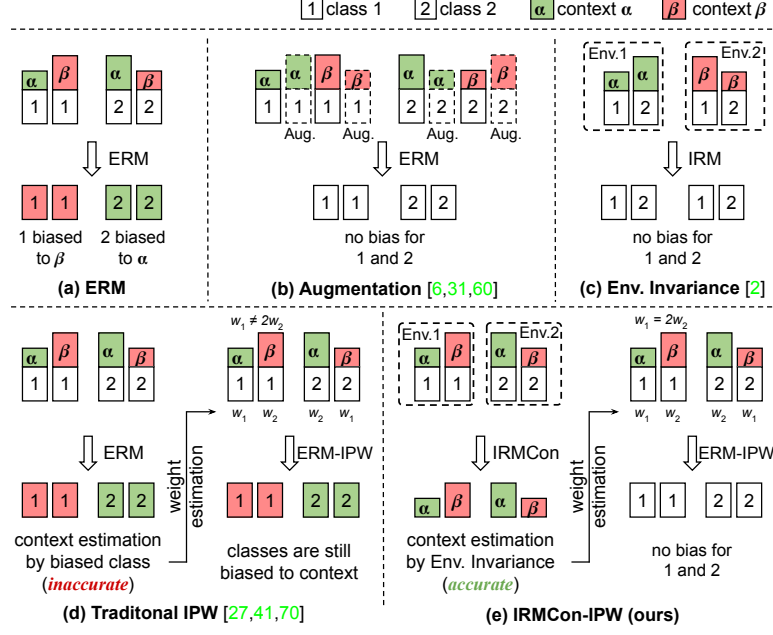 1 class 1 2 class 2 α context α β context β
α β α β
1 1 2 2
ERM
1 1 2 2
1 biased to β
2 biased to α
(a) ERM
α α β β α α β β
1 1 1 1 2 2 2 2
Aug. Aug. Aug. Aug.
ERM
1 1 2 2
no bias for
1 and 2
(b) Augmentation [6,31,60]
Env.1 Env.2
α α β β
1 2 1 2
IRM
1 2 1 2
no bias for
1 and 2
(c) Env. Invariance [2]
α β α β
1 1 2 2
ERM
1 1 2 2
context estimation
by biased class
(inaccurate)
weight
estimation
w1 ≠ 2w2
α β α β
1 1 2 2
w1 w2 w2 w1
ERM-IPW
1 1 2 2
classes are still
biased to context
(d) Traditonal IPW [27,41,70]
Env.1 Env.2
α β α β
1 1 2 2
IRMCon
α β α β
context estimation
by Env. Invariance
(accurate)
weight
estimation
w1 = 2w2
α β α β
1 1 2 2
w1 w2 w2 w1
ERM-IPW
1 1 2 2
no bias for
1 and 2
(e) IRMCon-IPW (ours)